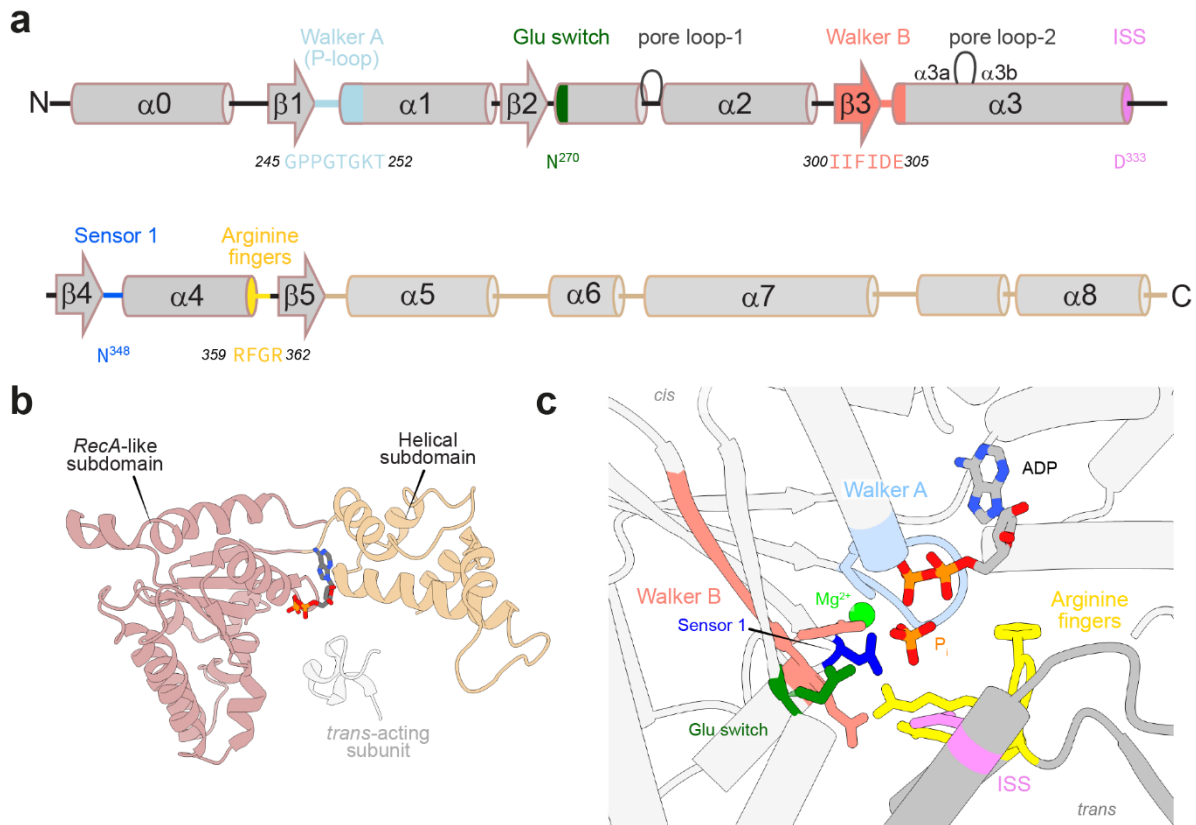 a
Walker A
(P-loop)
Glu switch
pore loop-1
Walker B
pore loop-2
ISS
α3a
α3b
N
α0
β1
α1
β2
α2
β3
α3
245 GPPGTGKT 252
N270
300 IIFIDE 305
D333
Sensor 1
Arginine
fingers
β4
α4
β5
α5
α6
α7
α8
C
N348
359 RFGR 362
b
RecA-like
subdomain
Helical
subdomain
trans-acting
subunit
c
cis
ADP
Walker A
Walker B
Mg2+
Sensor 1
Arginine
fingers
Pi
Glu switch
ISS
trans